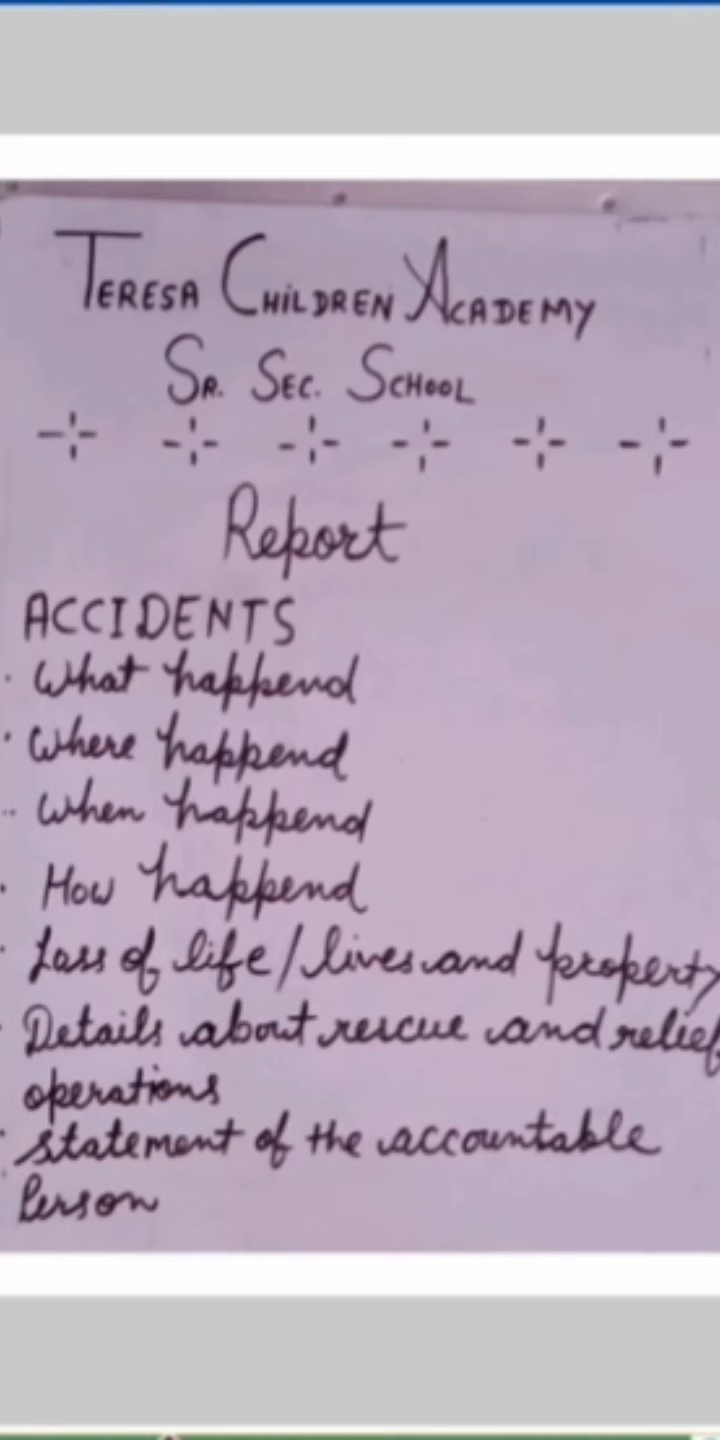 TERESA CHILDREN ACADEMY
SR. SEC. SCHOOL
Report
ACCIDENTS
· What happend
· Where happend
· When happend
· How happend
· Loss of life/lives and property
· Details about rescue and relief
operations
· Statement of the accountable
Person